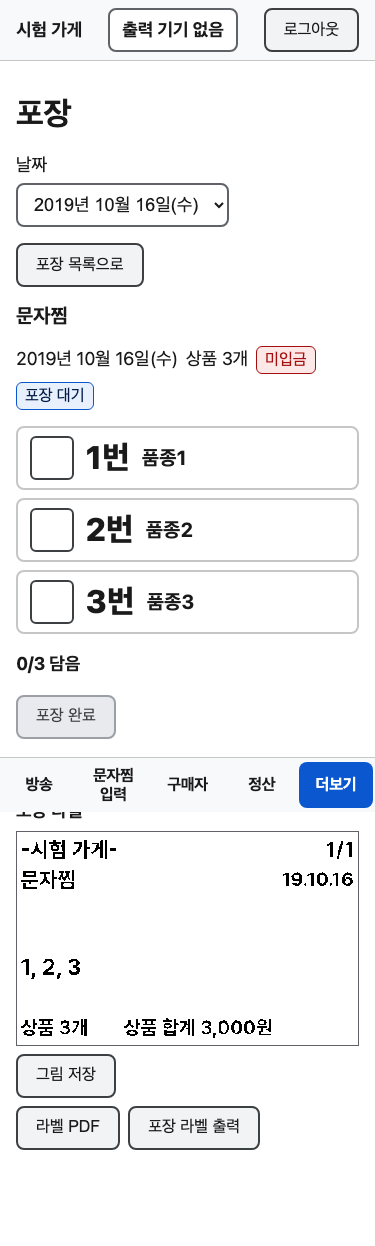 시험 가게 출력 기기 없음 로그아웃
포장
날짜
2019년 10월 16일(수)
포장 목록으로
문자찜
2019년 10월 16일(수) 상품 3개 미입금
포장 대기
1번 품종1
2번 품종2
3번 품종3
0/3 담음
포장 완료
방송 문자찜 구매자 정산 더보기
입력
-시험 가게- 1/1
문자찜 19.10.16
1, 2, 3
상품 3개 상품 합계 3,000원
그림 저장
라벨 PDF 포장 라벨 출력